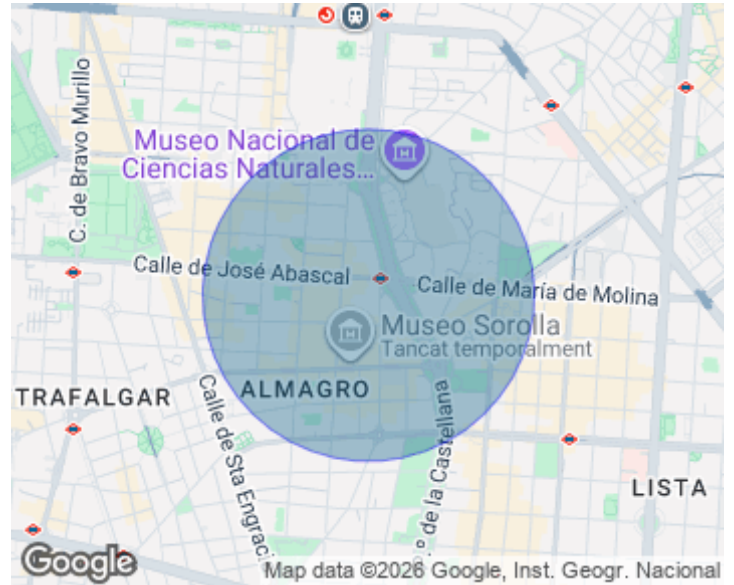 C. de Bravo Murillo
Museo Nacional de
Ciencias Naturales...
Calle de José Abascal
Calle de María de Molina
Museo Sorolla
Tancat temporalment
TRAFALGAR
ALMAGRO
Calle de Sta Engraci
º de la Castellana
LISTA
Google
Map data ©2026 Google, Inst. Geogr. Nacional